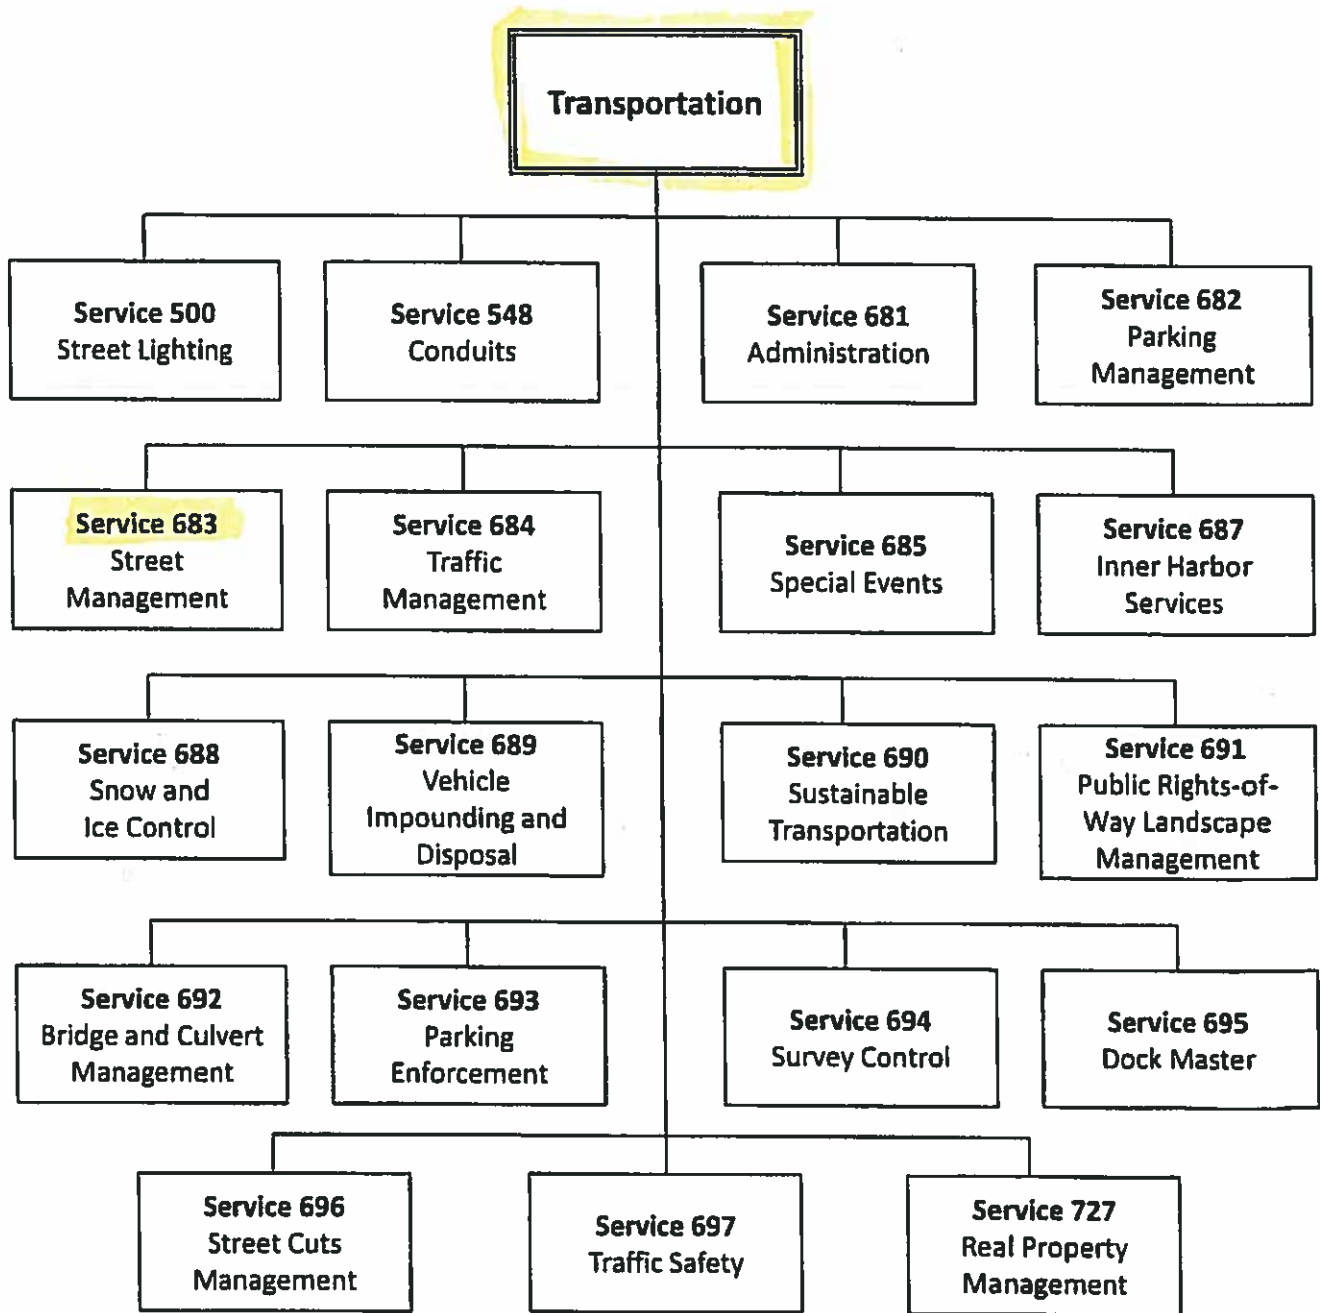 Transportation
Service 500
Street Lighting
Service 548
Conduits
Service 681
Administration
Service 682
Parking
Management
Service 683
Street
Management
Service 684
Traffic
Management
Service 685
Special Events
Service 687
Inner Harbor
Services
Service 688
Snow and
Ice Control
Service 689
Vehicle
Impounding and
Disposal
Service 690
Sustainable
Transportation
Service 691
Public Rights-of-
Way Landscape
Management
Service 692
Bridge and Culvert
Management
Service 693
Parking
Enforcement
Service 694
Survey Control
Service 695
Dock Master
Service 696
Street Cuts
Management
Service 697
Traffic Safety
Service 727
Real Property
Management